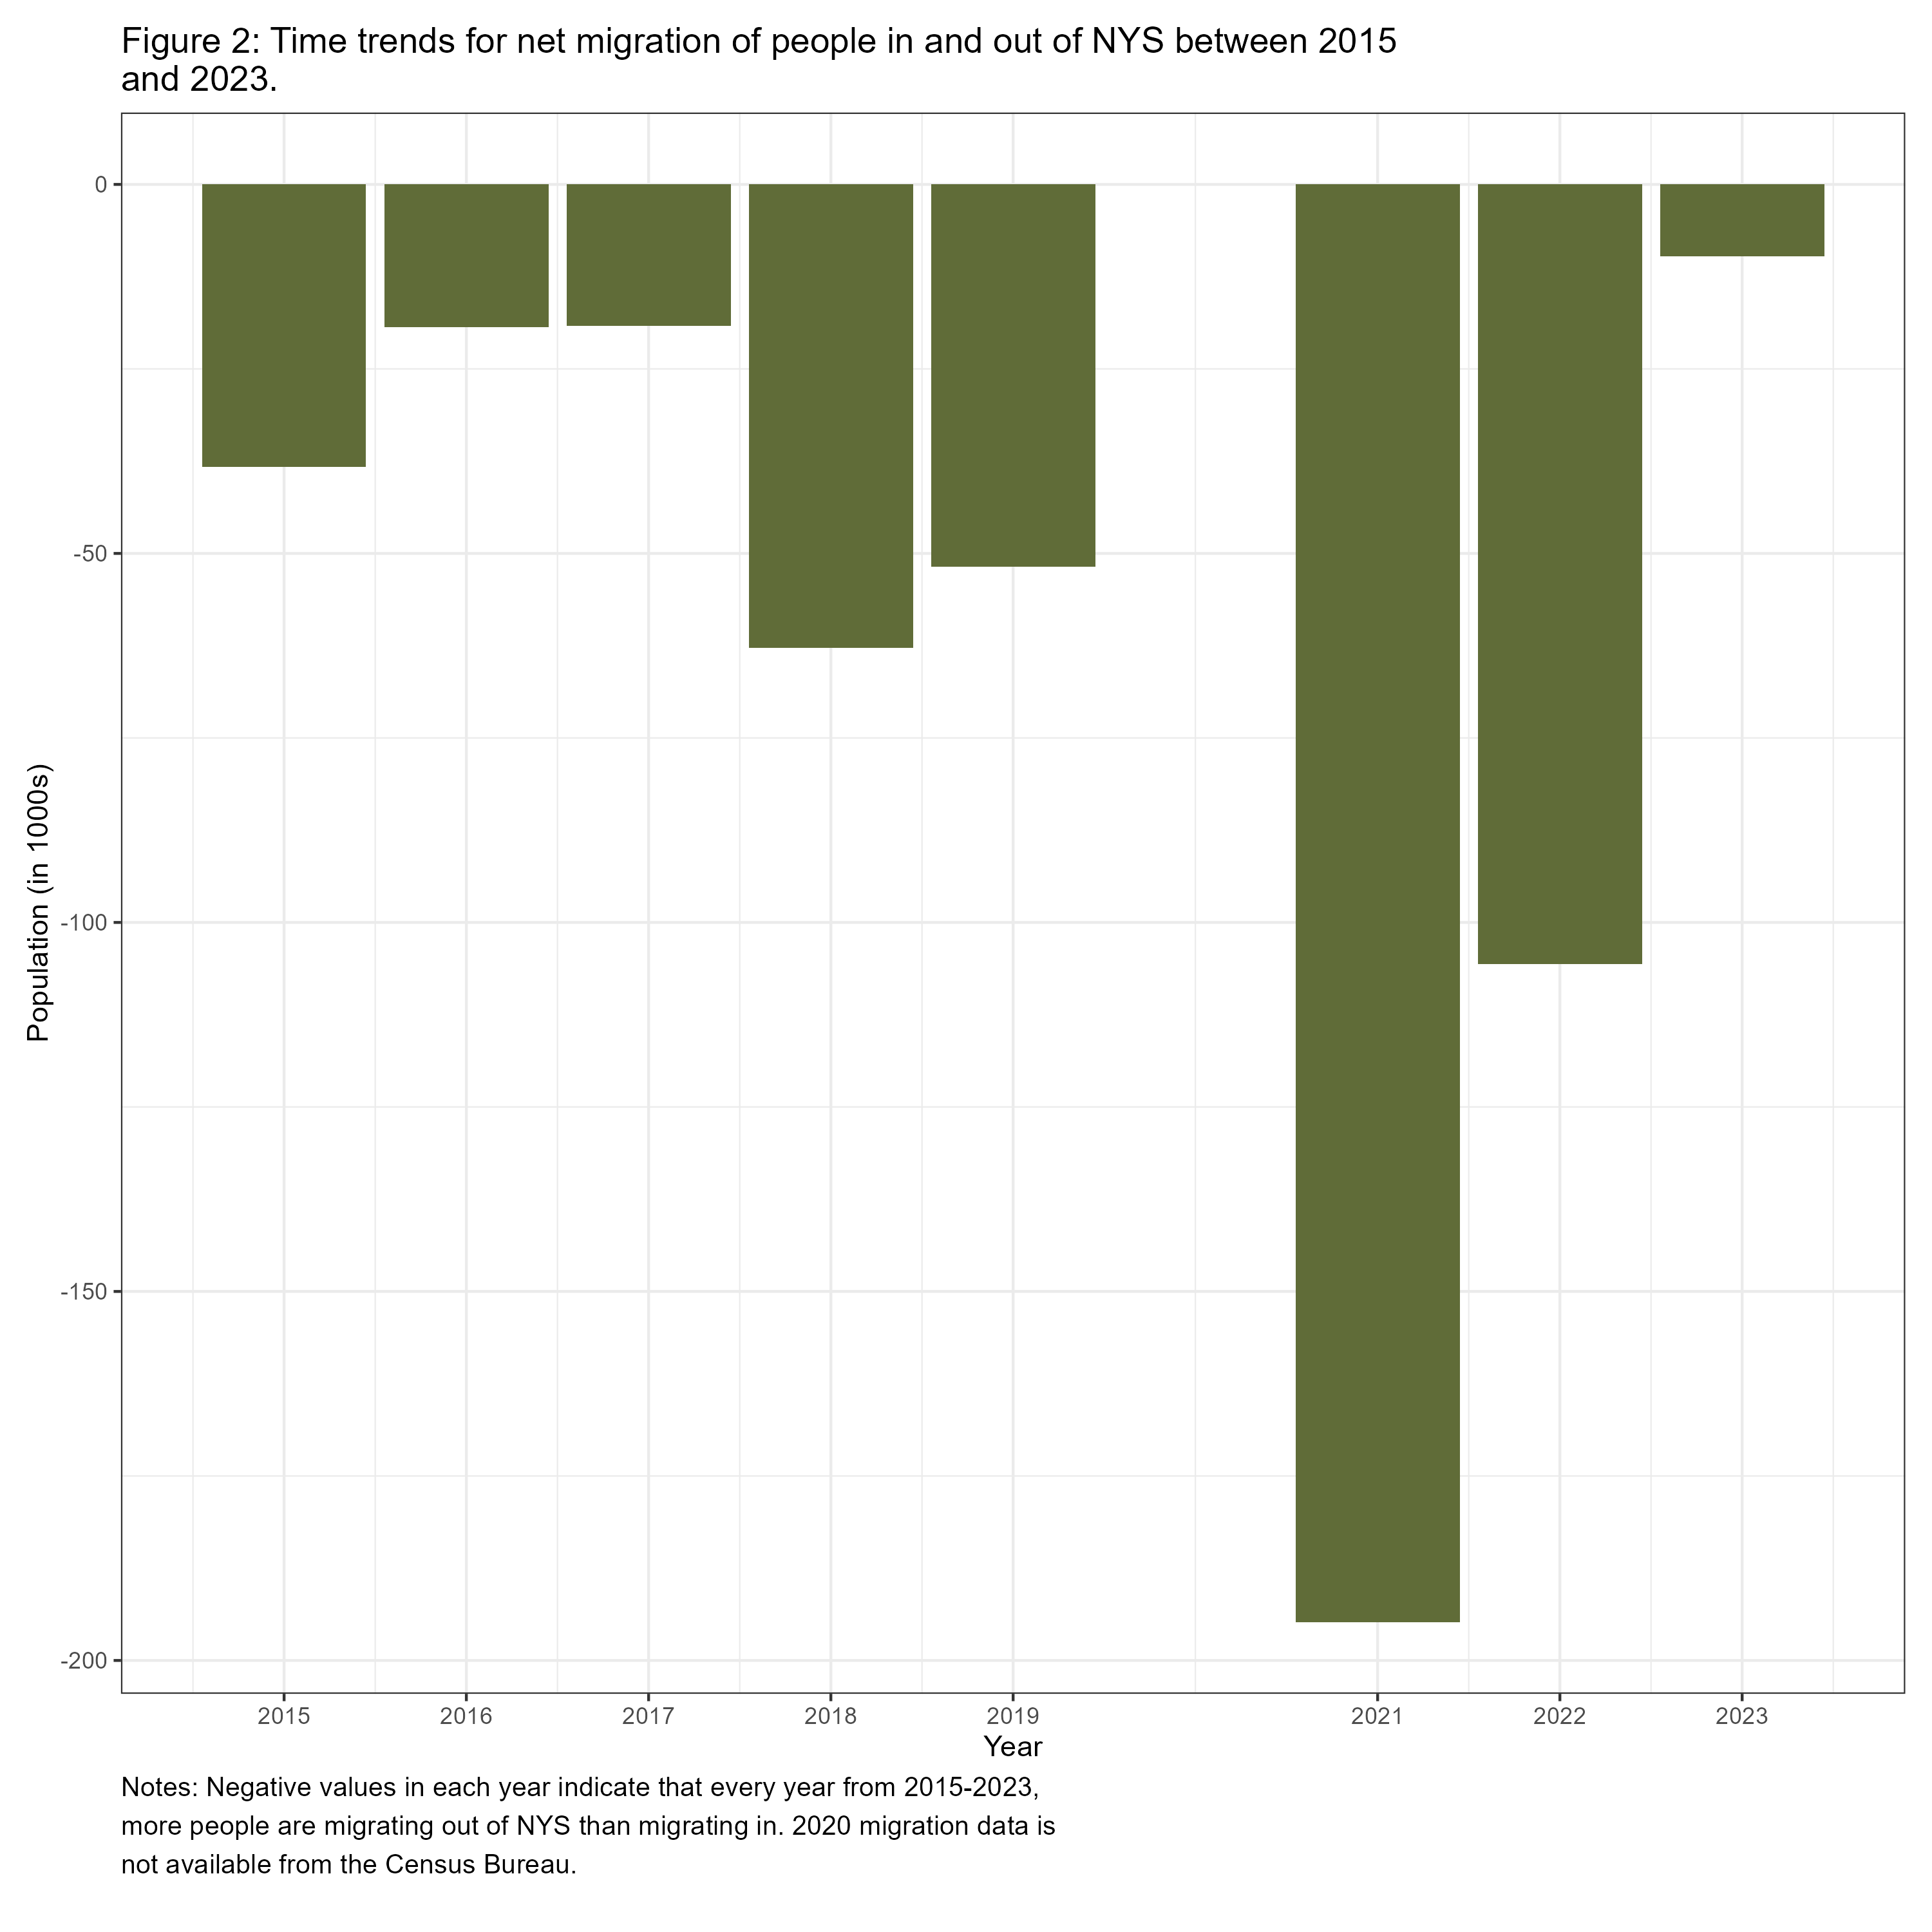 Figure 2: Time trends for net migration of people in and out of NYS between 2015
and 2023.
0
-50
-100
-150
-200
Population (in 1000s)
2015 2016 2017 2018 2019 2021 2022 2023
Year
Notes: Negative values in each year indicate that every year from 2015-2023,
more people are migrating out of NYS than migrating in. 2020 migration data is
not available from the Census Bureau.